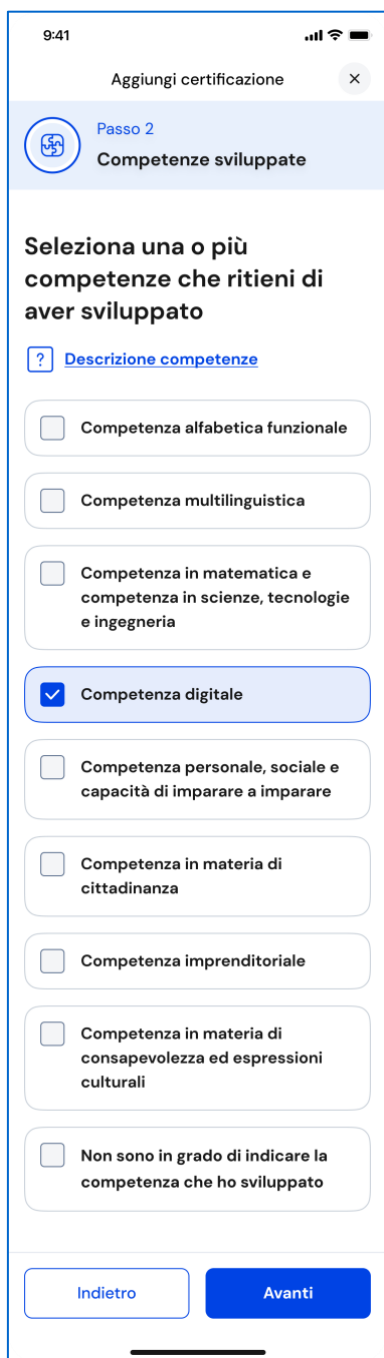 9:41
Aggiungi certificazione
Passo 2
Competenze sviluppate
Seleziona una o più
competenze che ritieni di
aver sviluppato
? Descrizione competenze
Competenza alfabetica funzionale
Competenza multilinguistica
Competenza in matematica e
competenza in scienze, tecnologie
e ingegneria
Competenza digitale
Competenza personale, sociale e
capacità di imparare a imparare
Competenza in materia di
cittadinanza
Competenza imprenditoriale
Competenza in materia di
consapevolezza ed espressioni
culturali
Non sono in grado di indicare la
competenza che ho sviluppato
Indietro
Avanti